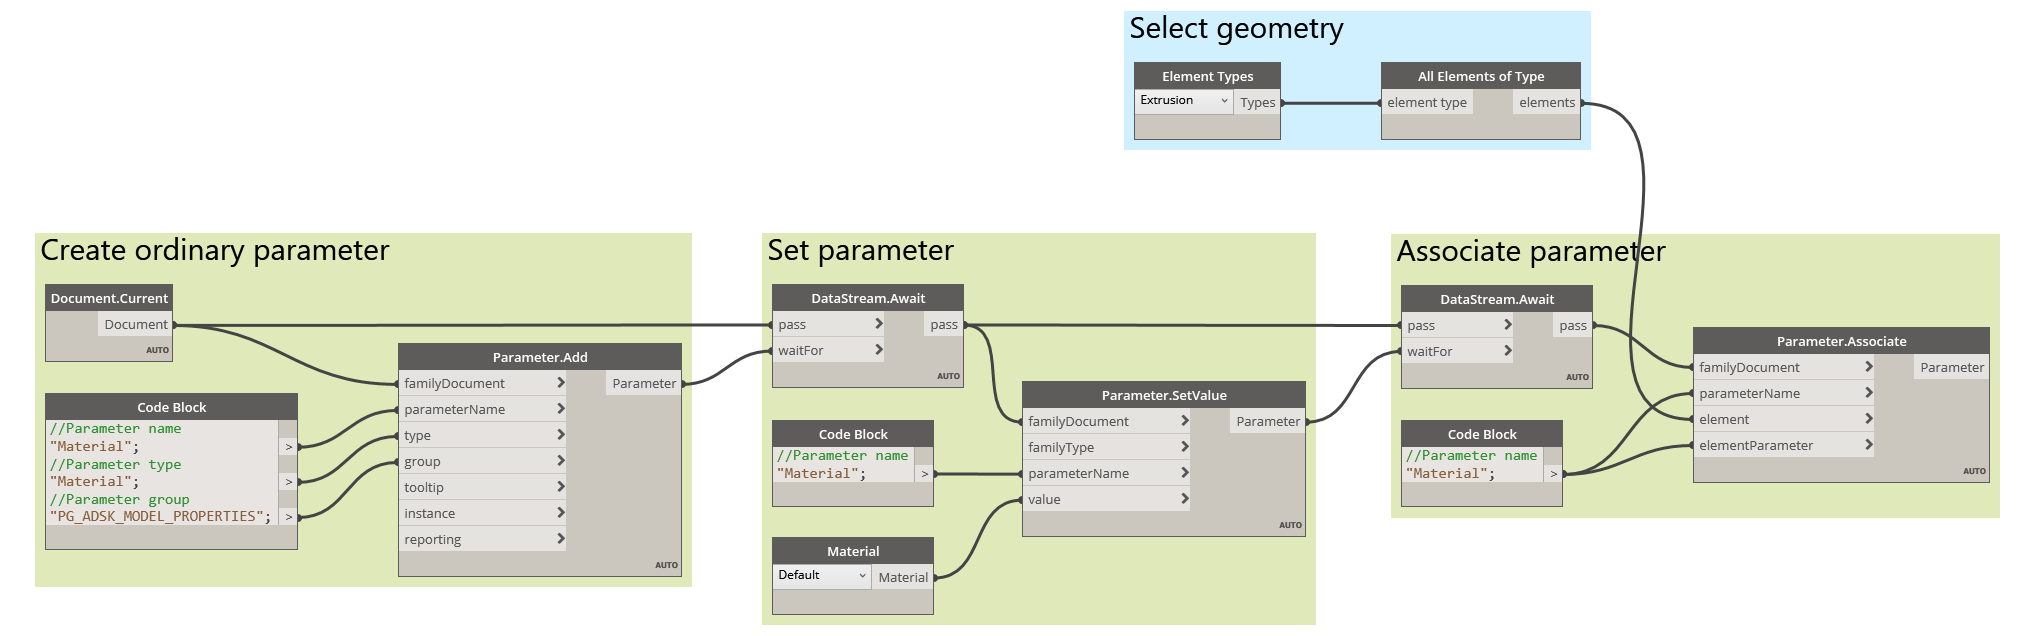 Select geometry
Element Types
Extrusion
Types
All Elements of Type
element type
elements
Create ordinary parameter
Document.Current
Document
AUTO
Code Block
//Parameter name
"Material";
>
//Parameter type
"Material";
>
//Parameter group
"PG_ADSK_MODEL_PROPERTIES";
>
Parameter.Add
familyDocument
Parameter
parameterName
type
group
tooltip
instance
reporting
AUTO
Set parameter
DataStream.Await
pass
pass
waitFor
AUTO
Code Block
//Parameter name
"Material";
>
Material
Default
Material
Parameter.SetValue
familyDocument
Parameter
familyType
parameterName
value
AUTO
Associate parameter
DataStream.Await
pass
pass
waitFor
AUTO
Code Block
//Parameter name
"Material";
>
Parameter.Associate
familyDocument
Parameter
parameterName
element
elementParameter
AUTO